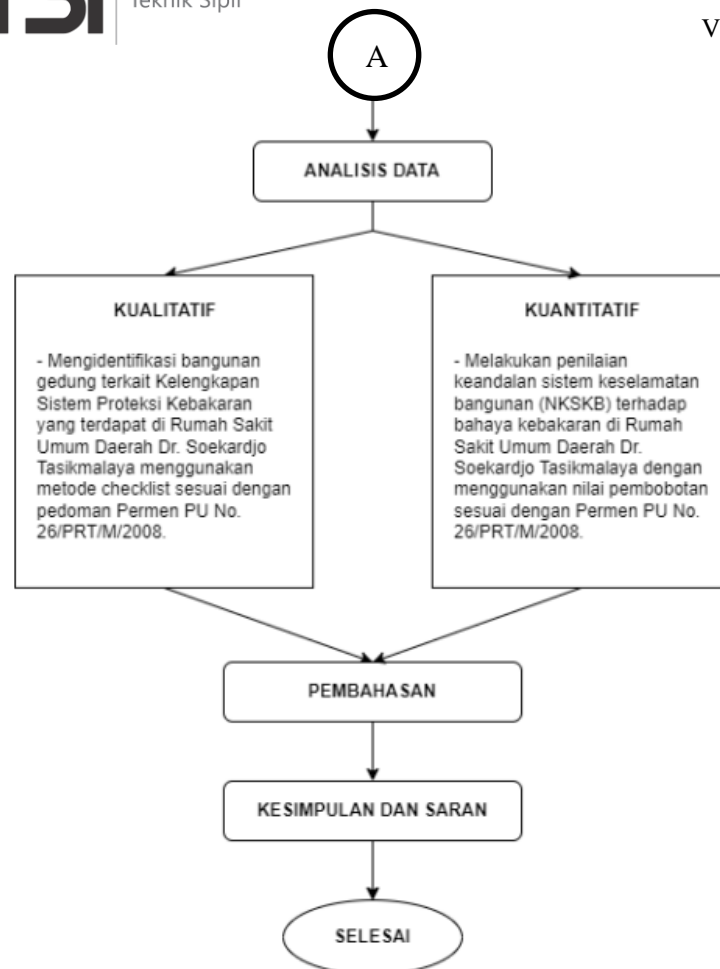 Teknik Sipil
V
A
ANALISIS DATA
KUALITATIF
- Mengidentifikasi bangunan
gedung terkait Kelengkapan
Sistem Proteksi Kebakaran
yang terdapat di Rumah Sakit
Umum Daerah Dr. Soekardjo
Tasikmalaya menggunakan
metode checklist sesuai dengan
pedoman Permen PU No.
26/PRT/M/2008.
KUANTITATIF
- Melakukan penilaian
keandalan sistem keselamatan
bangunan (NKSKB) terhadap
bahaya kebakaran di Rumah
Sakit Umum Daerah Dr.
Soekardjo Tasikmalaya dengan
menggunakan nilai pembobotan
sesuai dengan Permen PU No.
26/PRT/M/2008.
PEMBAHASAN
KESIMPULAN DAN SARAN
SELESAI